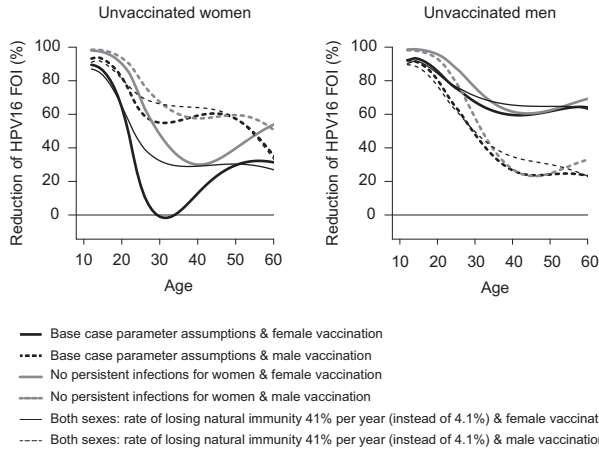 Unvaccinated women
Unvaccinated men
Reduction of HPV16 FOI (%)
100
80
60
40
20
0
10 20 30 40 50 60
Age
Reduction of HPV16 FOI (%)
100
80
60
40
20
0
10 20 30 40 50 60
Age
Base case parameter assumptions & female vaccination
Base case parameter assumptions & male vaccination
No persistent infections for women & female vaccination
No persistent infections for women & male vaccination
Both sexes: rate of losing natural immunity 41% per year (instead of 4.1%) & female vaccinat
Both sexes: rate of losing natural immunity 41% per year (instead of 4.1%) & male vaccination